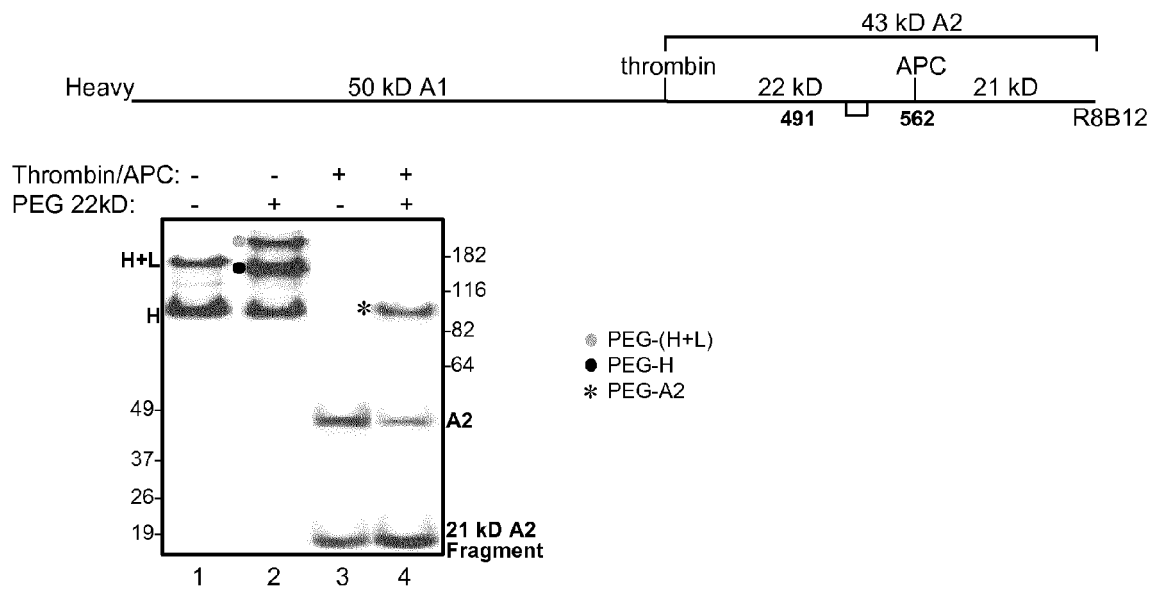 43 kD A2
thrombin APC
Heavy 50 kD A1 22 kD 21 kD
491 562 R8B12
Thrombin/APC: - - + +
PEG 22kD: - + - +
H+L -182
-116
H *
-82
PEG-(H+L)
-64 PEG-H
* PEG-A2
49-
A2
37-
26-
19- 21 kD A2
Fragment
1 2 3 4